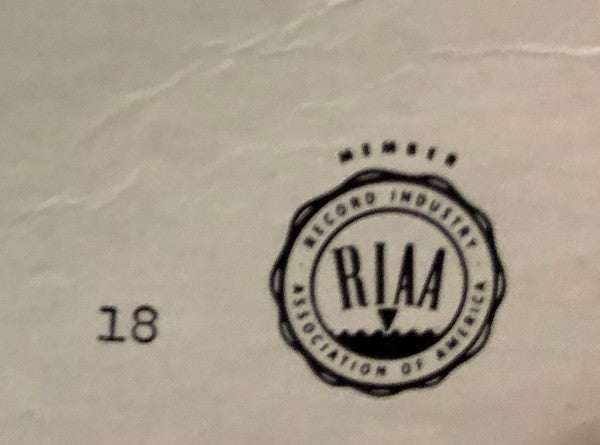 MEMBER
RECORD INDUSTRY
RIAA
ASSOCIATION OF AMERICA
18